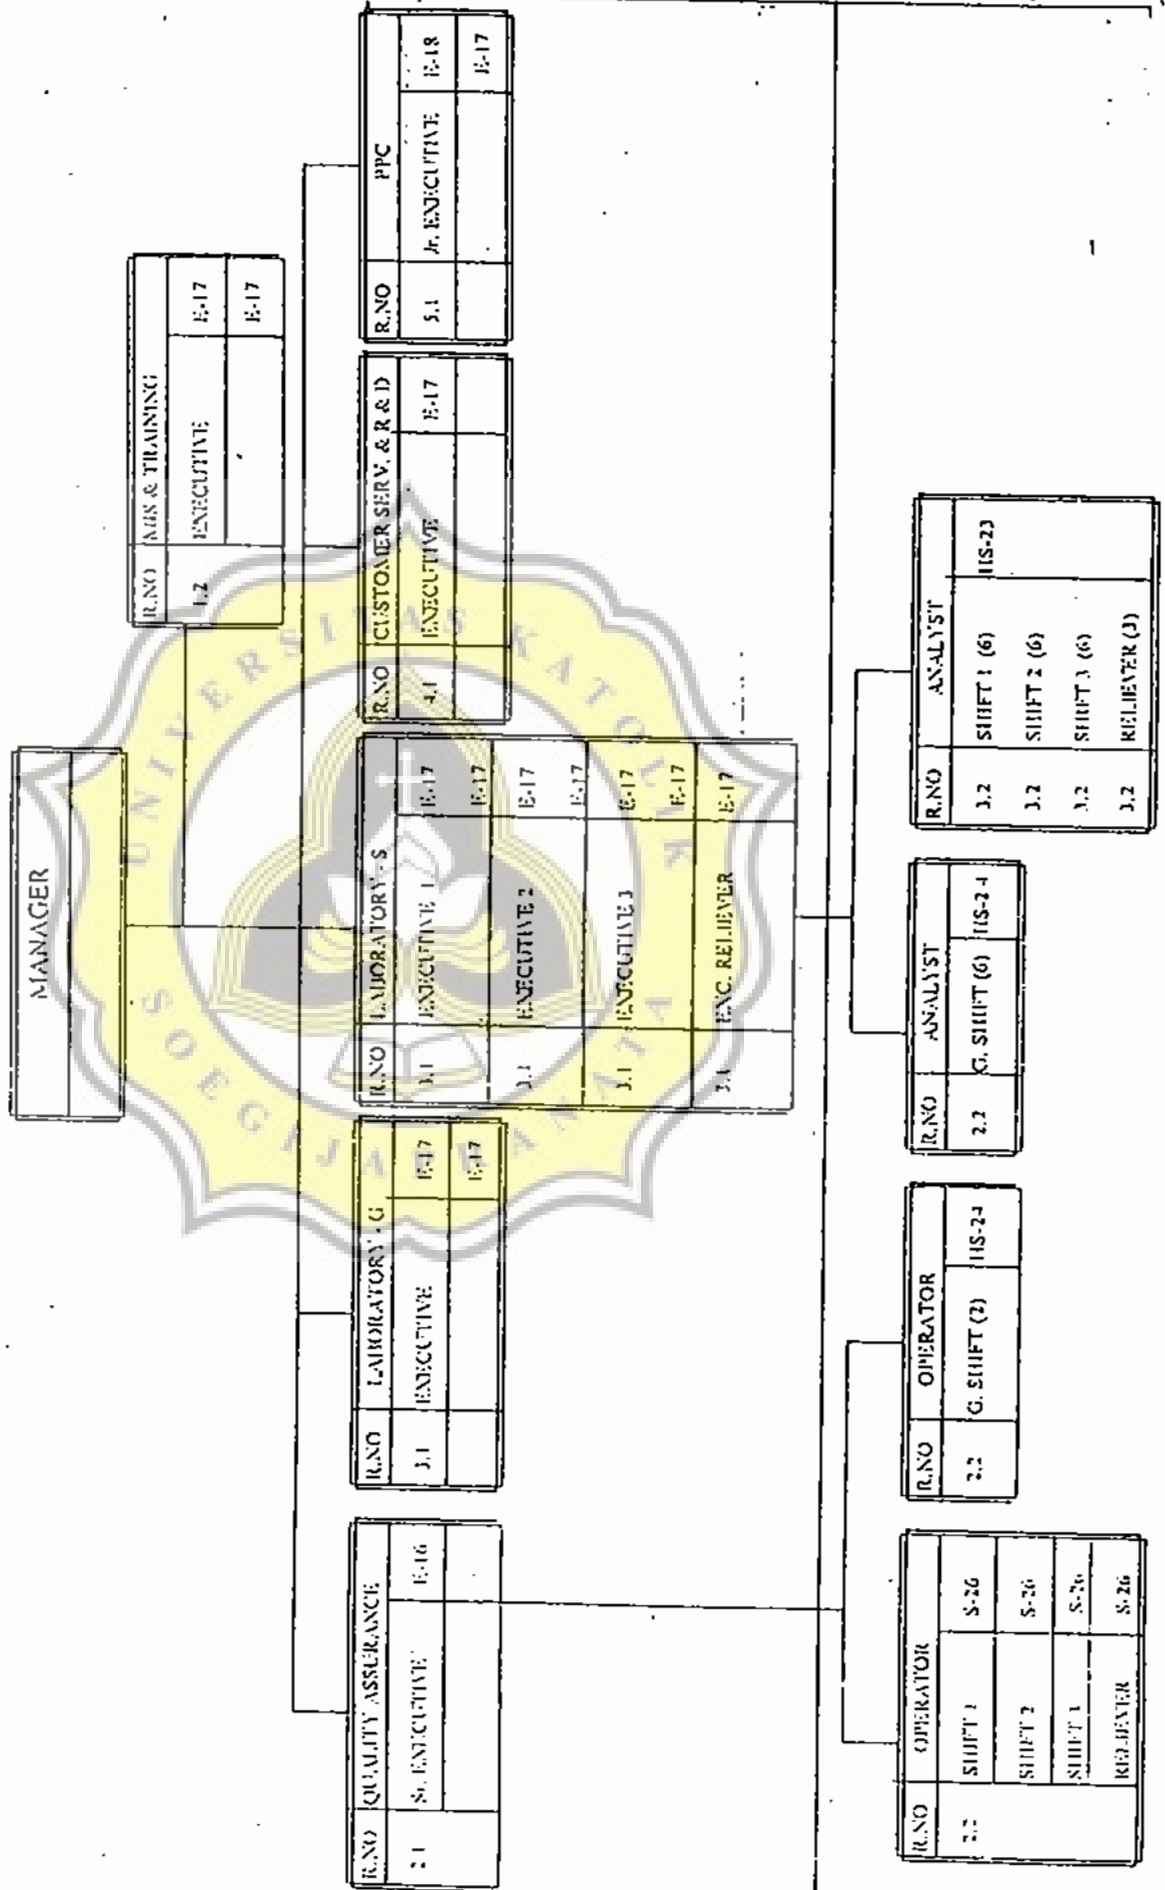 MANAGER
R.NO MIS & TRAINING
1.2 EXECUTIVE E-17
E-17
R.NO QUALITY ASSURANCE
2.1 Sr. EXECUTIVE E-16
R.NO LABORATORY - G
3.1 EXECUTIVE E-17
E-17
R.NO LABORATORY - S
3.1 EXECUTIVE 1 E-17
E-17
3.1 EXECUTIVE 2 E-17
E-17
3.1 EXECUTIVE 3 E-17
E-17
3.1 EXC. RELIEVER E-17
R.NO CUSTOMER SERV. & R & D
4.1 EXECUTIVE E-17
R.NO PPC
5.1 Jr. EXECUTIVE E-18
E-17
R.NO OPERATOR
2.2 SHIFT 1 S-26
SHIFT 2 S-26
SHIFT 3 S-26
RELIEVER S-26
R.NO OPERATOR
2.2 G. SHIFT (2) HS-24
R.NO ANALYST
2.2 G. SHIFT (6) HS-24
R.NO ANALYST
3.2 SHIFT 1 (6) HS-23
3.2 SHIFT 2 (6)
3.2 SHIFT 3 (6)
3.2 RELIEVER (3)
UNIVERSITAS KATOLIK
SOEGIJAPRANATA